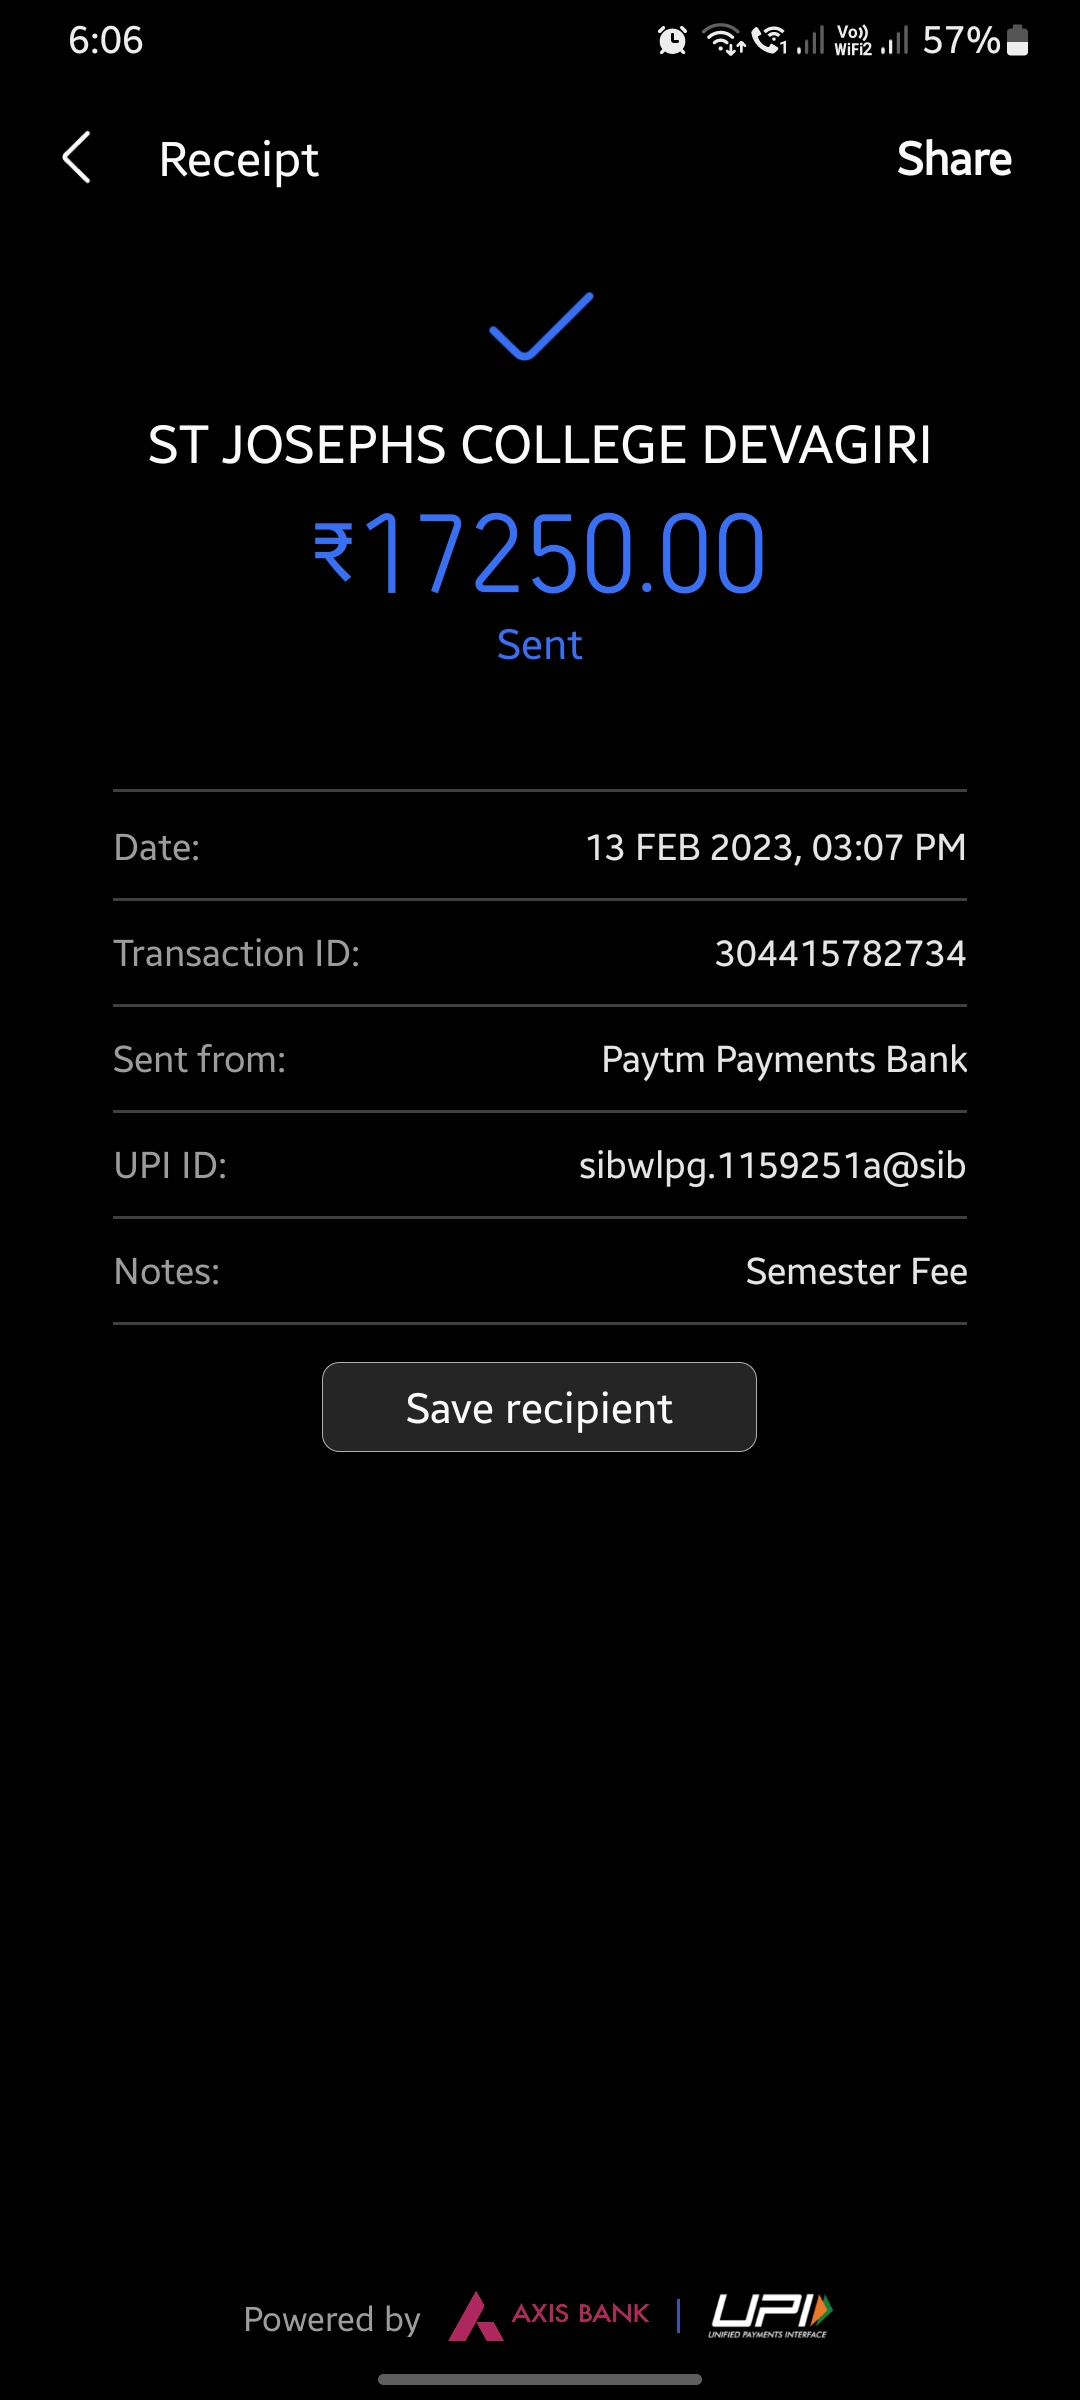 6:06
1 Vo)) WiFi2 57%
Receipt
Share
ST JOSEPHS COLLEGE DEVAGIRI
₹17250.00
Sent
Date: 13 FEB 2023, 03:07 PM
Transaction ID: 304415782734
Sent from: Paytm Payments Bank
UPI ID: sibwlpg.1159251a@sib
Notes: Semester Fee
Save recipient
Powered by AXIS BANK | UPI
UNIFIED PAYMENTS INTERFACE